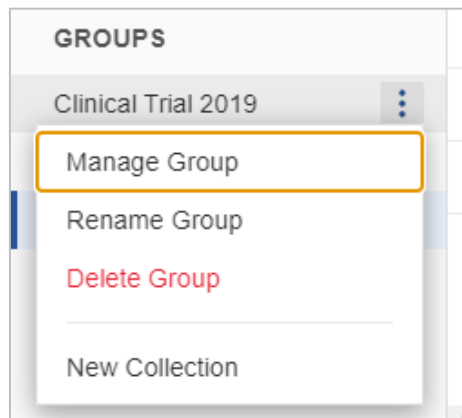 GROUPS
Clinical Trial 2019
Manage Group
Rename Group
Delete Group
New Collection